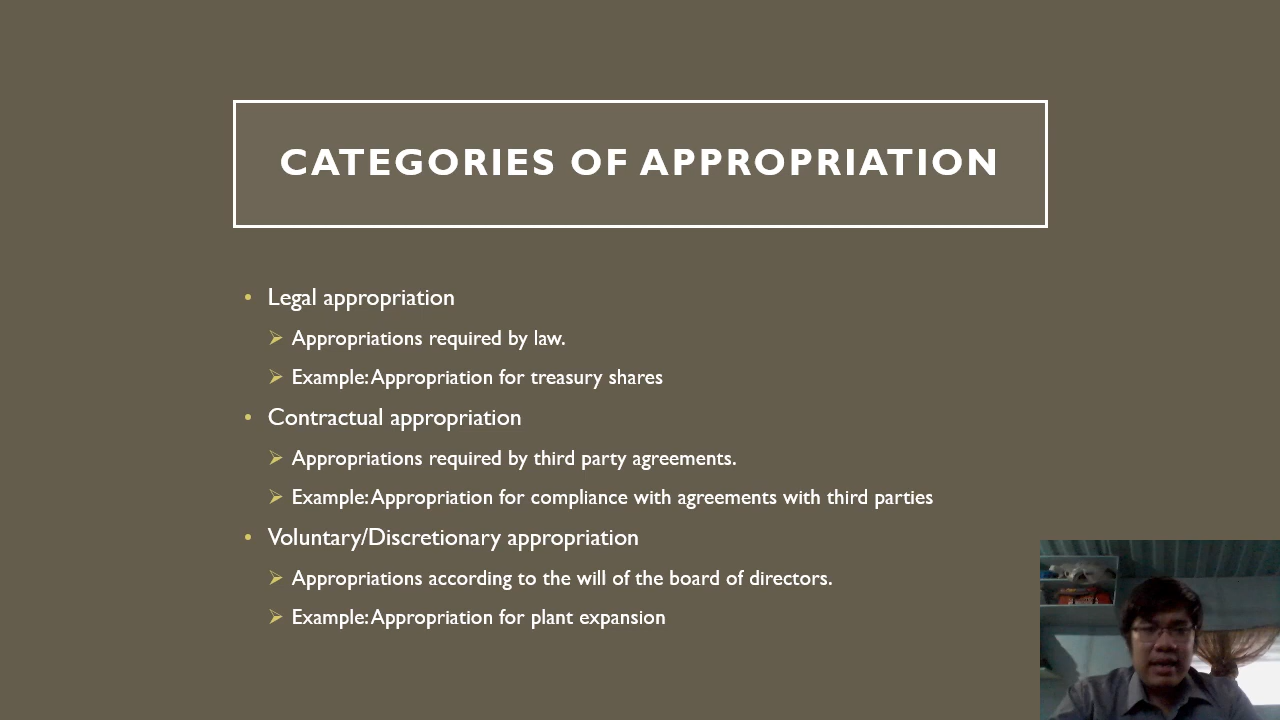 CATEGORIES OF APPROPRIATION
• Legal appropriation
➢ Appropriations required by law.
➢ Example: Appropriation for treasury shares
• Contractual appropriation
➢ Appropriations required by third party agreements.
➢ Example: Appropriation for compliance with agreements with third parties
• Voluntary/Discretionary appropriation
➢ Appropriations according to the will of the board of directors.
➢ Example: Appropriation for plant expansion